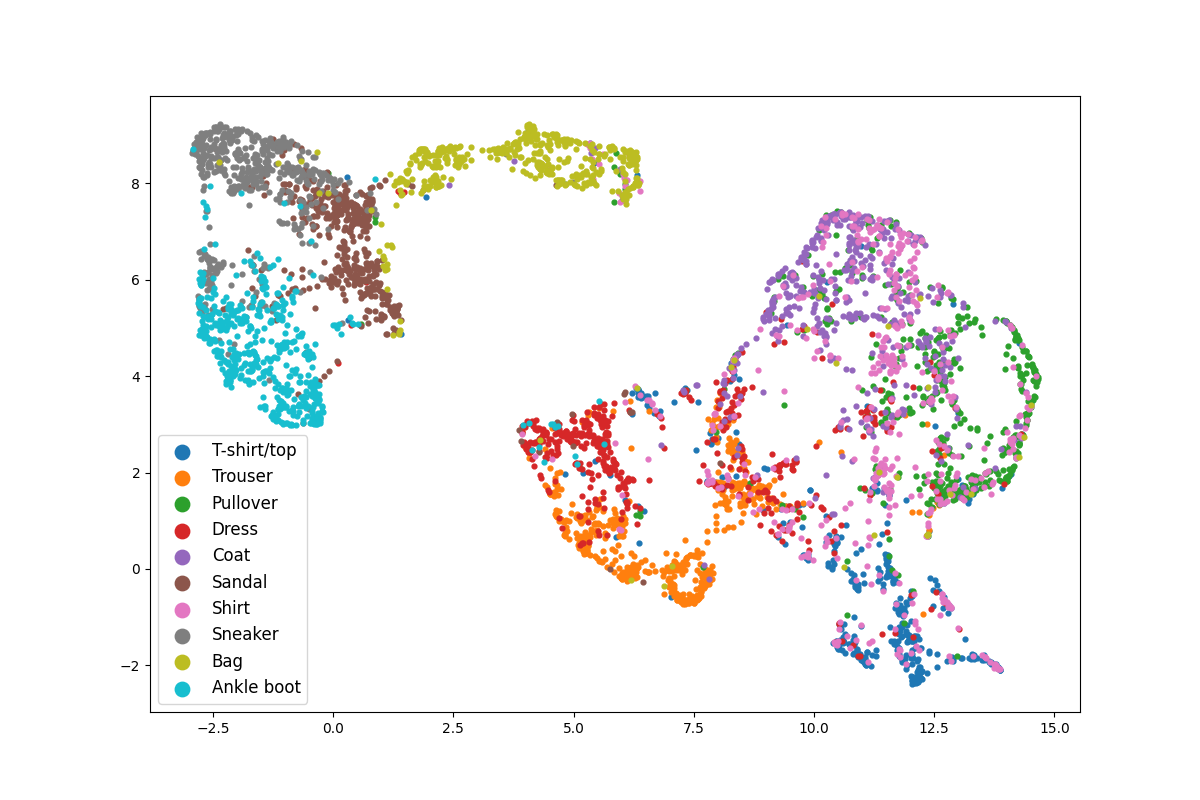 8
6
4
2
0
−2
−2.5
0.0
2.5
5.0
7.5
10.0
12.5
15.0
T-shirt/top
Trouser
Pullover
Dress
Coat
Sandal
Shirt
Sneaker
Bag
Ankle boot